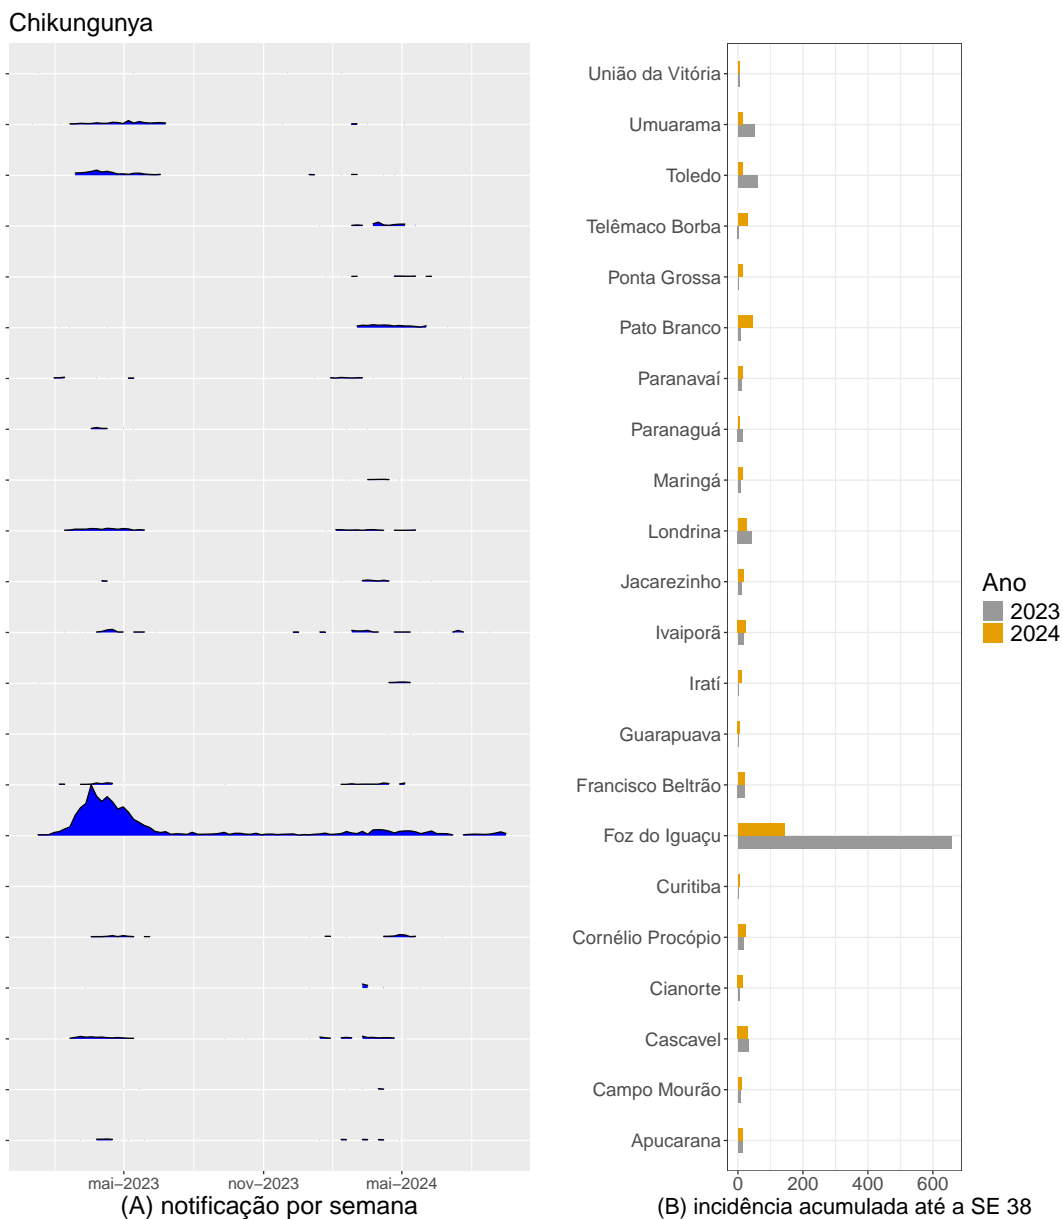 Chikungunya
União da Vitória
Umuarama
Toledo
Telêmaco Borba
Ponta Grossa
Pato Branco
Paranavaí
Paranaguá
Maringá
Londrina
Jacarezinho
Ivaiporã
Iratí
Guarapuava
Francisco Beltrão
Foz do Iguaçu
Curitiba
Cornélio Procópio
Cianorte
Cascavel
Campo Mourão
Apucarana
mai−2023 nov−2023 mai−2024
(A) notificação por semana
0 200 400 600
(B) incidência acumulada até a SE 38
Ano
2023
2024